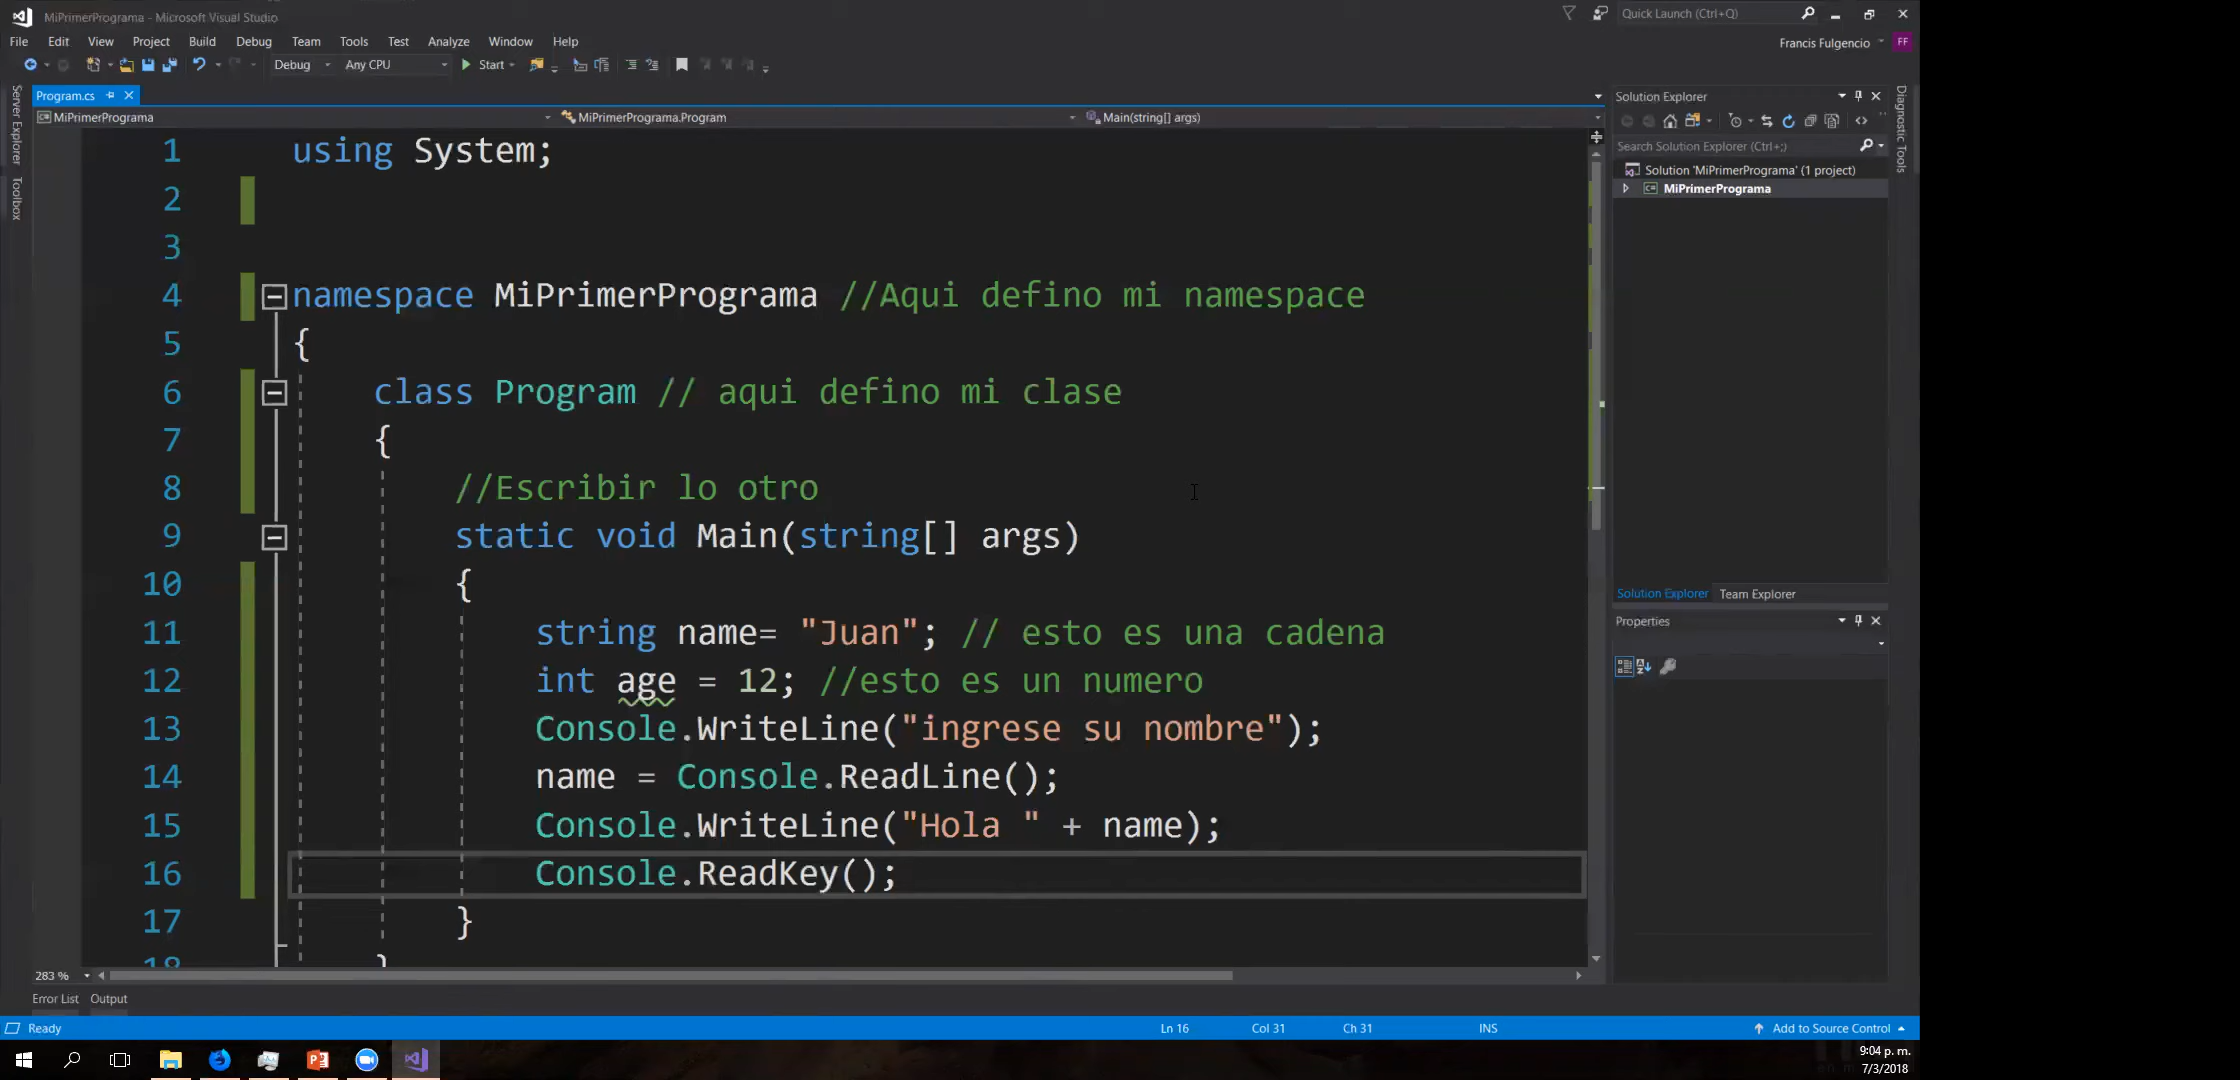 MiPrimerPrograma - Microsoft Visual Studio
Quick Launch (Ctrl+Q)
File Edit View Project Build Debug Team Tools Test Analyze Window Help
Francis Fulgencio FF
Debug Any CPU Start
Server Explorer
Toolbox
Program.cs
MiPrimerPrograma MiPrimerPrograma.Program Main(string[] args)
1 using System;
2
3
4 namespace MiPrimerPrograma //Aqui defino mi namespace
5 {
6 class Program // aqui defino mi clase
7 {
8 //Escribir lo otro
9 static void Main(string[] args)
10 {
11 string name= "Juan"; // esto es una cadena
12 int age = 12; //esto es un numero
13 Console.WriteLine("ingrese su nombre");
14 name = Console.ReadLine();
15 Console.WriteLine("Hola " + name);
16 Console.ReadKey();
17 }
18 }
283 %
Solution Explorer
Search Solution Explorer (Ctrl+;)
Solution 'MiPrimerPrograma' (1 project)
MiPrimerPrograma
Solution Explorer Team Explorer
Properties
Diagnostic Tools
Error List Output
Ready Ln 16 Col 31 Ch 31 INS Add to Source Control
9:04 p. m.
7/3/2018